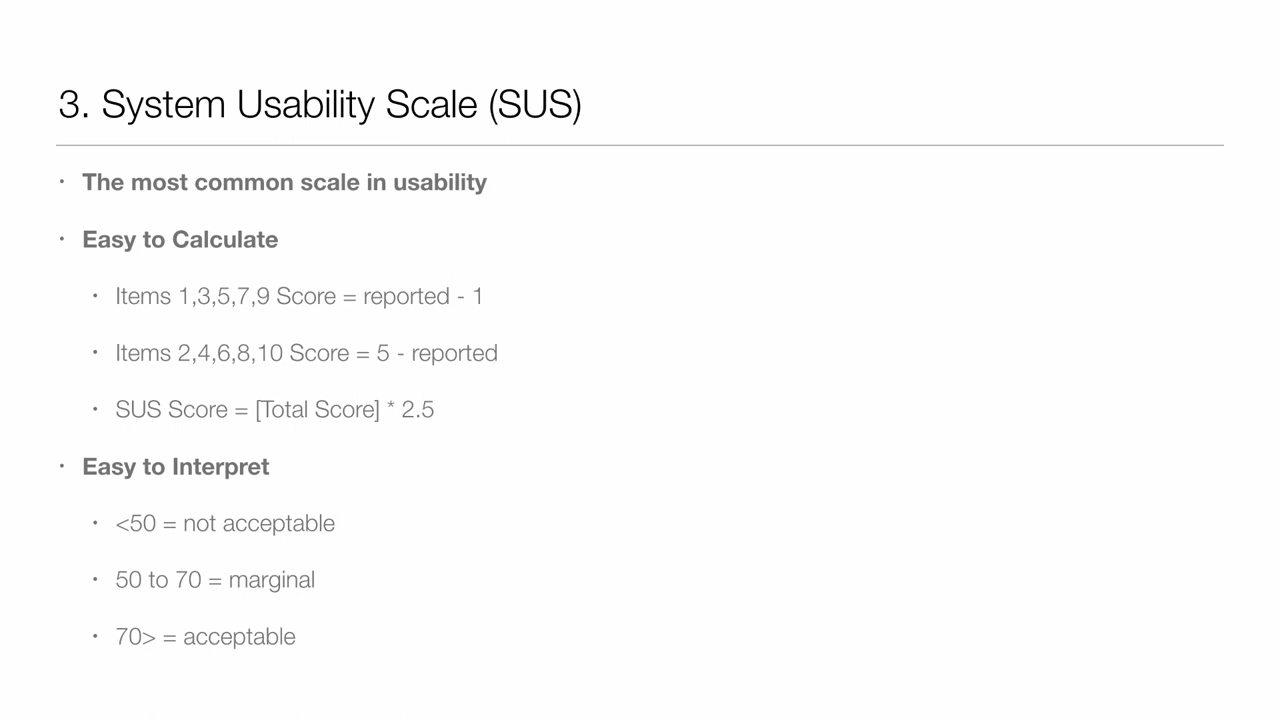 3. System Usability Scale (SUS)
• The most common scale in usability
• Easy to Calculate
• Items 1,3,5,7,9 Score = reported - 1
• Items 2,4,6,8,10 Score = 5 - reported
• SUS Score = [Total Score] * 2.5
• Easy to Interpret
• <50 = not acceptable
• 50 to 70 = marginal
• 70> = acceptable